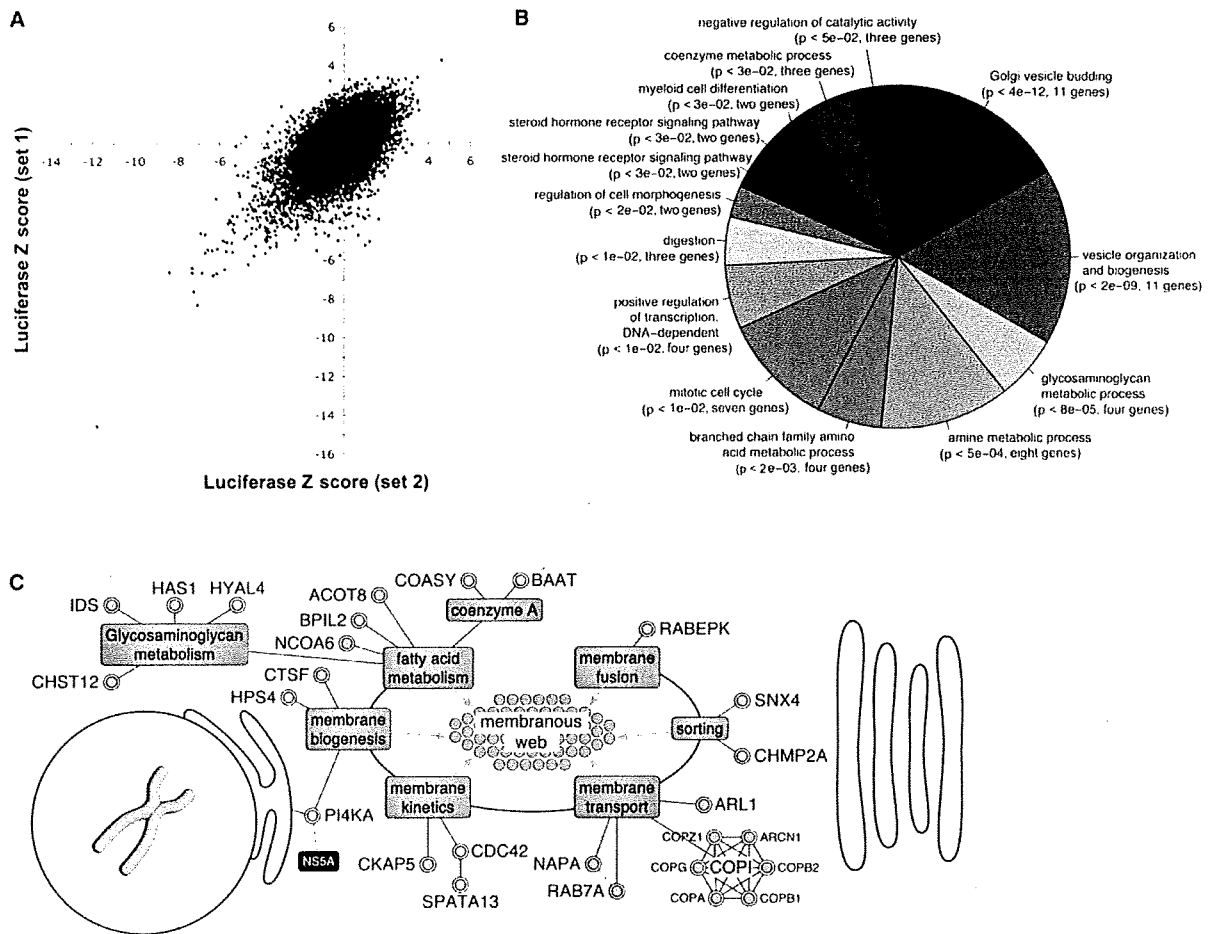 A
6
4
-14 -12 -10 -8 -6 -4 4 6
-6
-8
-10
-12
-14
-16
Luciferase Z score (set 1)
Luciferase Z score (set 2)
B
negative regulation of catalytic activity
(p < 5e-02, three genes)
coenzyme metabolic process
(p < 3e-02, three genes)
myeloid cell differentiation
(p < 3e-02, two genes)
steroid hormone receptor signaling pathway
(p < 3e-02, two genes)
steroid hormone receptor signaling pathway
(p < 3e-02, two genes)
regulation of cell morphogenesis
(p < 2e-02, two genes)
digestion
(p < 1e-02, three genes)
positive regulation
of transcription.
DNA-dependent
(p < 1e-02, four genes)
mitotic cell cycle
(p < 1e-02, seven genes)
branched chain family amino
acid metabolic process
(p < 2e-03, four genes)
amine metabolic process
(p < 5e-04, eight genes)
glycosaminoglycan
metabolic process
(p < 8e-05, four genes)
vesicle organization
and biogenesis
(p < 2e-09, 11 genes)
Golgi vesicle budding
(p < 4e-12, 11 genes)
C
IDS
HAS1
HYAL4
Glycosaminoglycan
metabolism
CHST12
ACOT8
BPIL2
NCOA6
COASY
BAAT
coenzyme A
fatty acid
metabolism
CTSF
HPS4
membrane
biogenesis
PI4KA
NS5A
membranous
web
RABEPK
membrane
fusion
SNX4
sorting
CHMP2A
membrane
kinetics
CKAP5
CDC42
SPATA13
membrane
transport
ARL1
NAPA
RAB7A
COPZ1
ARCN1
COPG
COPI
COPB2
COPA
COPB1